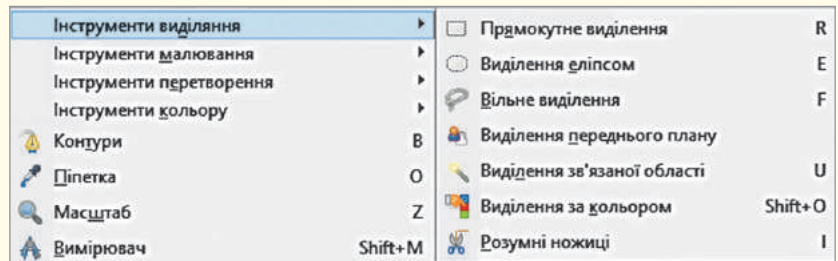 Інструменти виділяння
Інструменти малювання
Інструменти перетворення
Інструменти кольору
Контури B
Піпетка O
Масштаб Z
Вимірювач Shift+M
Прямокутне виділення R
Виділення еліпсом E
Вільне виділення F
Виділення переднього плану
Виділення зв'язаної області U
Виділення за кольором Shift+O
Розумні ножиці I